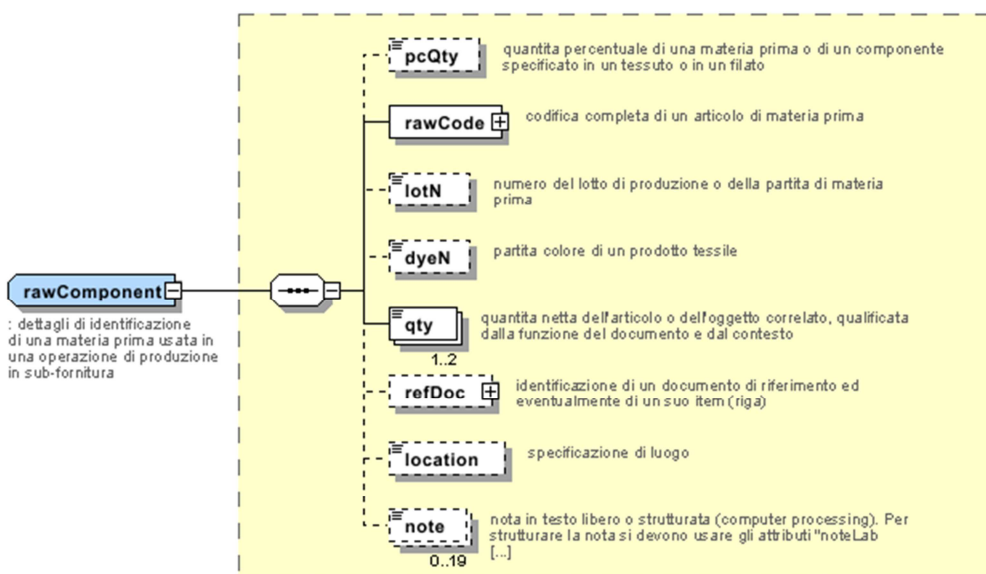 pcQty
quantita percentuale di una materia prima o di un componente
specificato in un tessuto o in un filato
rawCode
codifica completa di un articolo di materia prima
lotN
numero del lotto di produzione o della partita di materia
prima
dyeN
partita colore di un prodotto tessile
rawComponent
: dettagli di identificazione
di una materia prima usata in
una operazione di produzione
in sub-fornitura
qty
quantita netta dell'articolo o dell'oggetto correlato, qualificata
dalla funzione del documento e dal contesto
1..2
refDoc
identificazione di un documento di riferimento ed
eventualmente di un suo item (riga)
location
specificazione di luogo
note
nota in testo libero o strutturata (computer processing). Per
strutturare la nota si devono usare gli attributi "noteLab
[...]
0..19